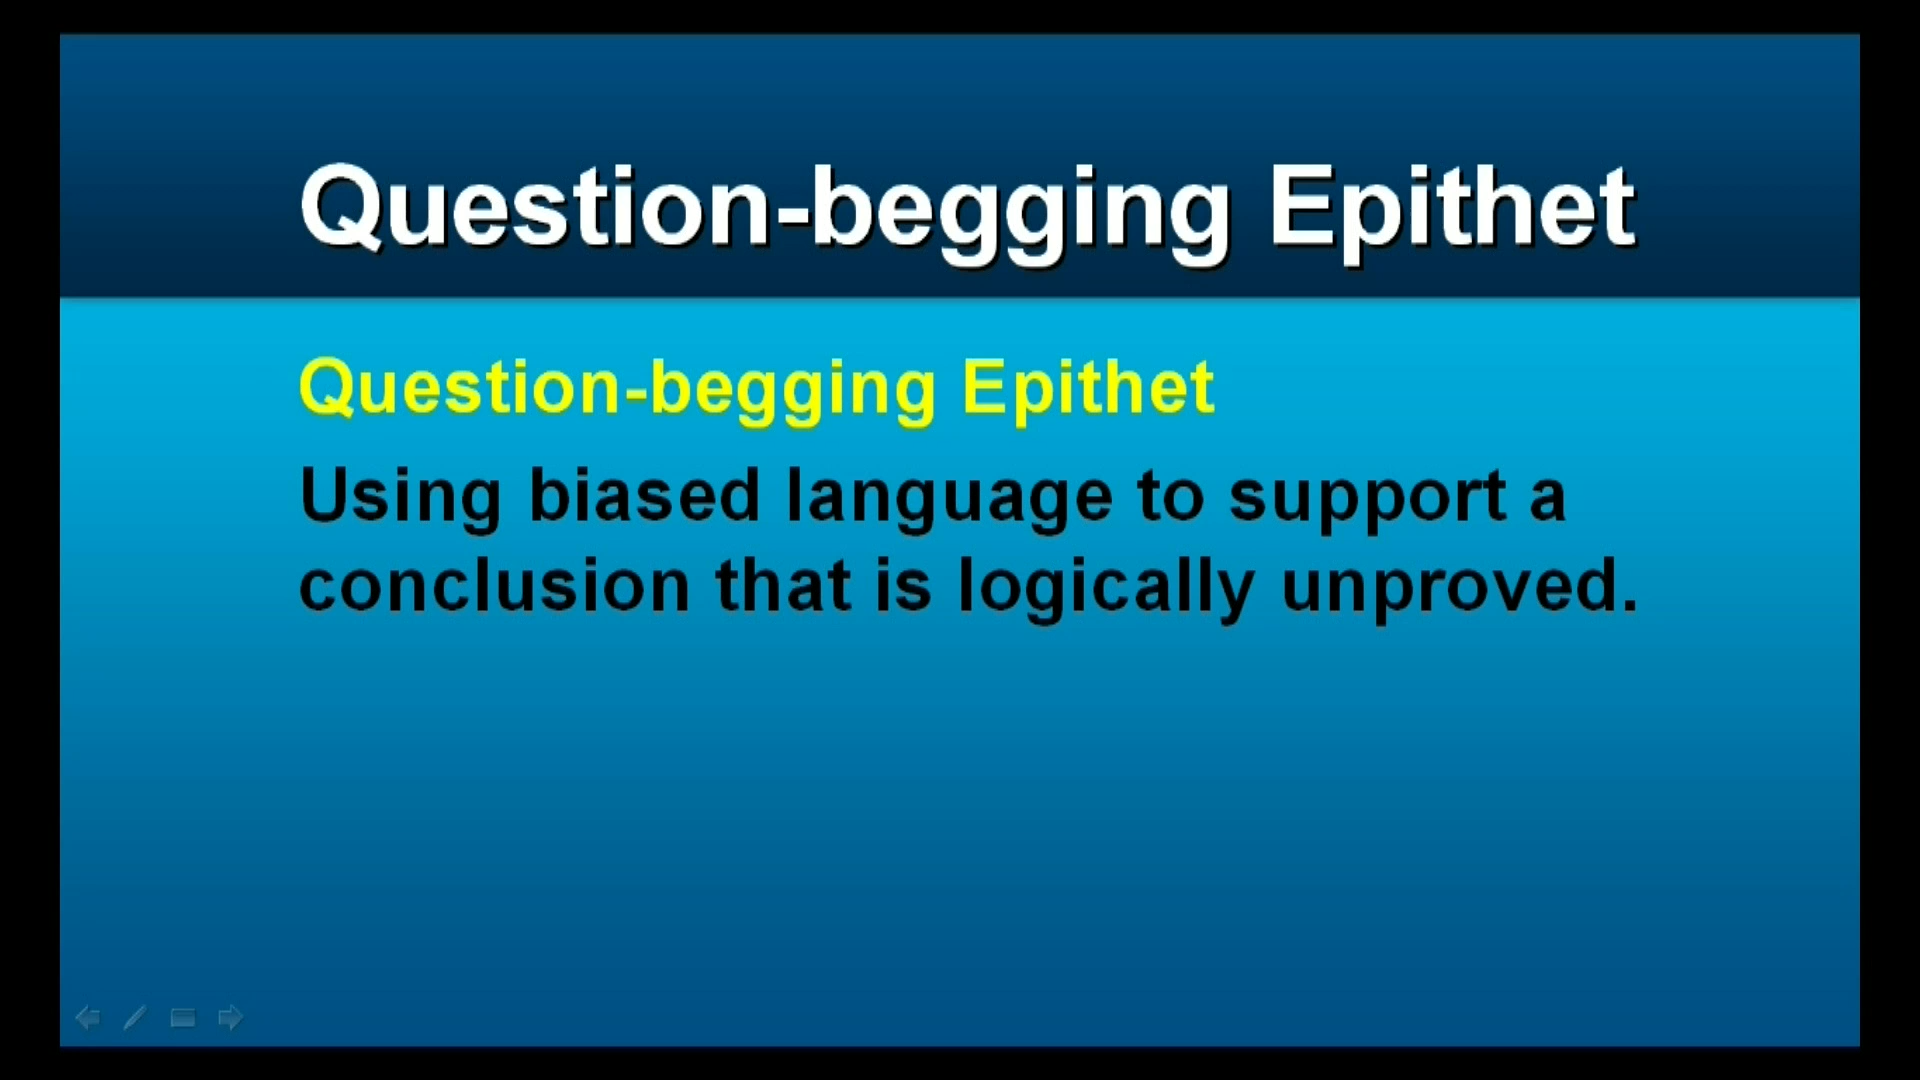 Question-begging Epithet
Question-begging Epithet
Using biased language to support a
conclusion that is logically unproved.